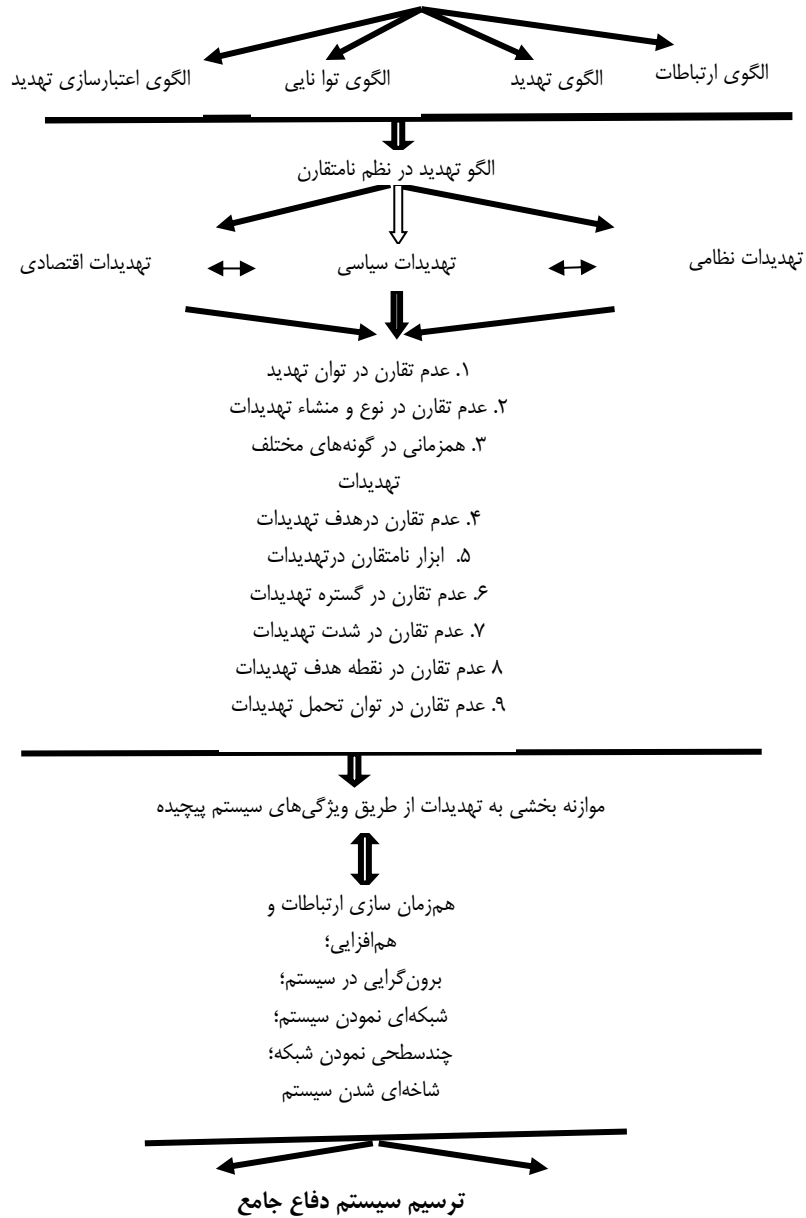 الگوی ارتباطات
الگوی تهدید
الگوی توا نایی
الگوی اعتبارسازی تهدید
الگو تهدید در نظم نامتقارن
تهدیدات نظامی
تهدیدات سیاسی
تهدیدات اقتصادی
۱. عدم تقارن در توان تهدید
۲. عدم تقارن در نوع و منشاء تهدیدات
۳. همزمانی در گونه‌های مختلف
تهدیدات
۴. عدم تقارن درهدف تهدیدات
۵. ابزار نامتقارن درتهدیدات
۶. عدم تقارن در گستره تهدیدات
۷. عدم تقارن در شدت تهدیدات
۸ عدم تقارن در نقطه هدف تهدیدات
۹. عدم تقارن در توان تحمل تهدیدات
موازنه بخشی به تهدیدات از طریق ویژگی‌های سیستم پیچیده
هم‌زمان سازی ارتباطات و
هم‌افزایی؛
برون‌گرایی در سیستم؛
شبکه‌ای نمودن سیستم؛
چندسطحی نمودن شبکه؛
شاخه‌ای شدن سیستم
ترسیم سیستم دفاع جامع